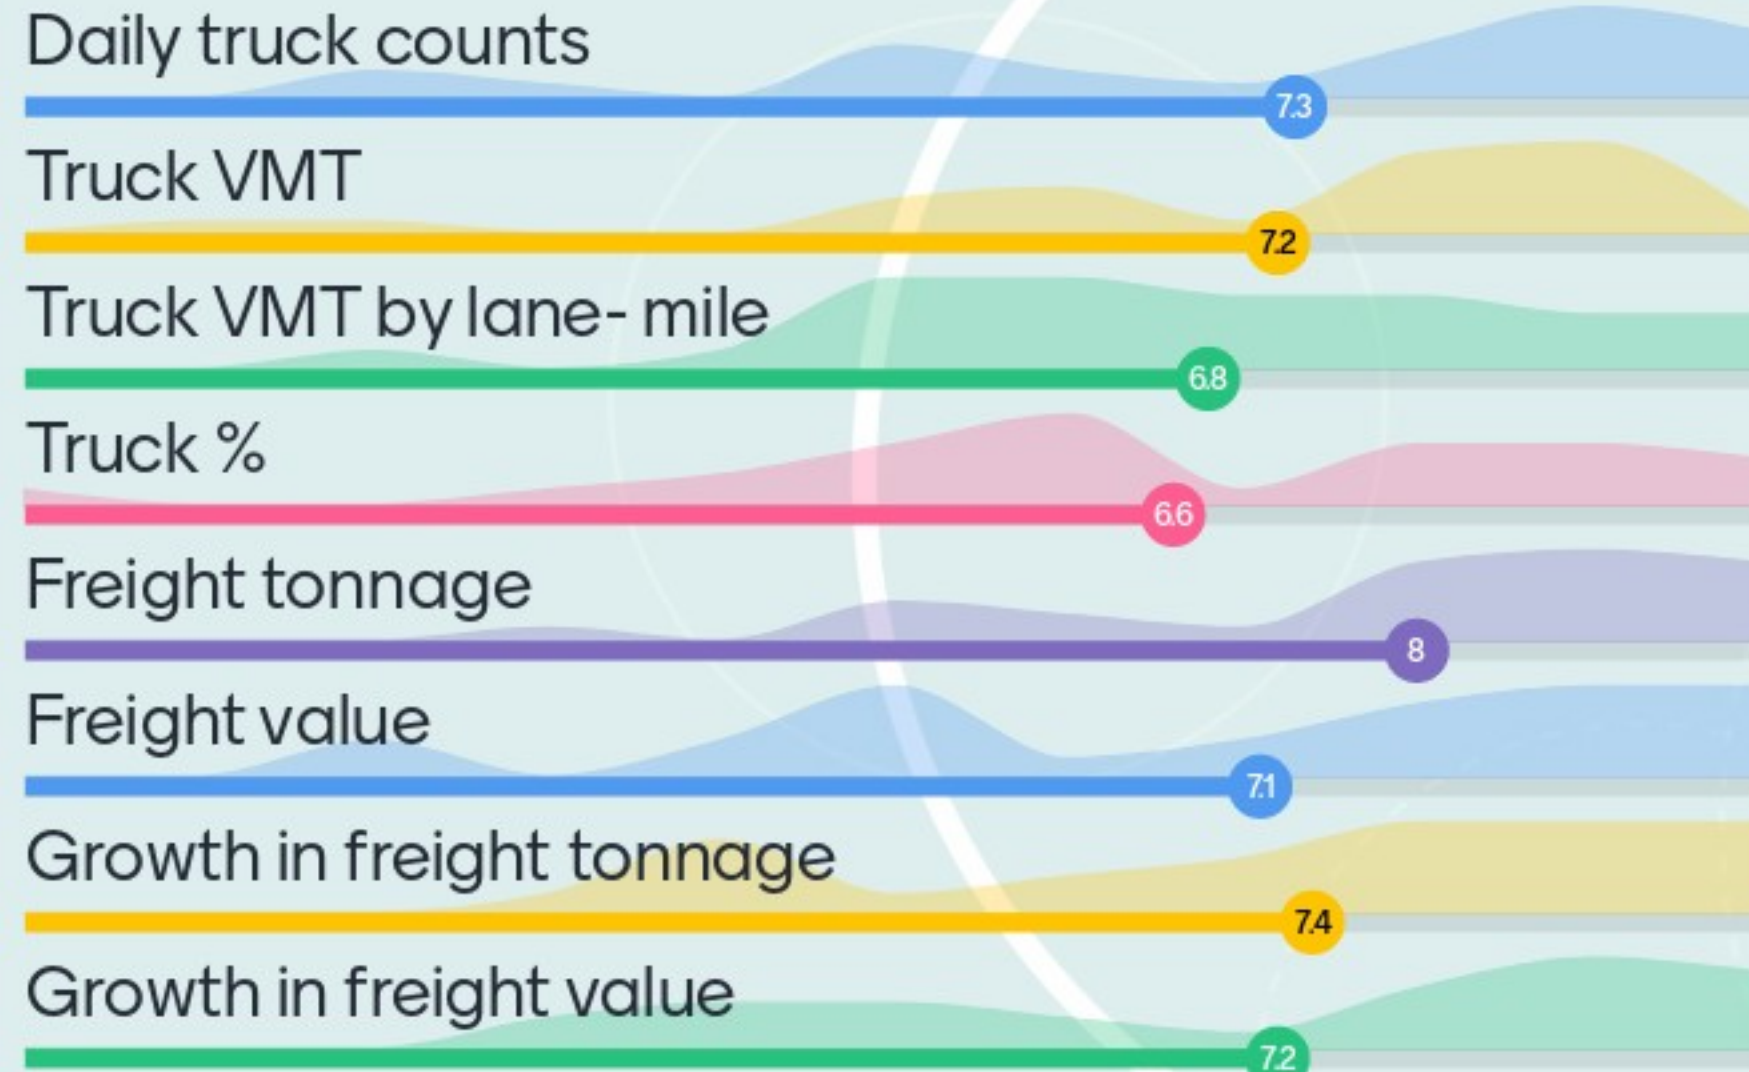 Daily truck counts
7.3
Truck VMT
7.2
Truck VMT by lane- mile
6.8
Truck %
6.6
Freight tonnage
8
Freight value
7.1
Growth in freight tonnage
7.4
Growth in freight value
7.2